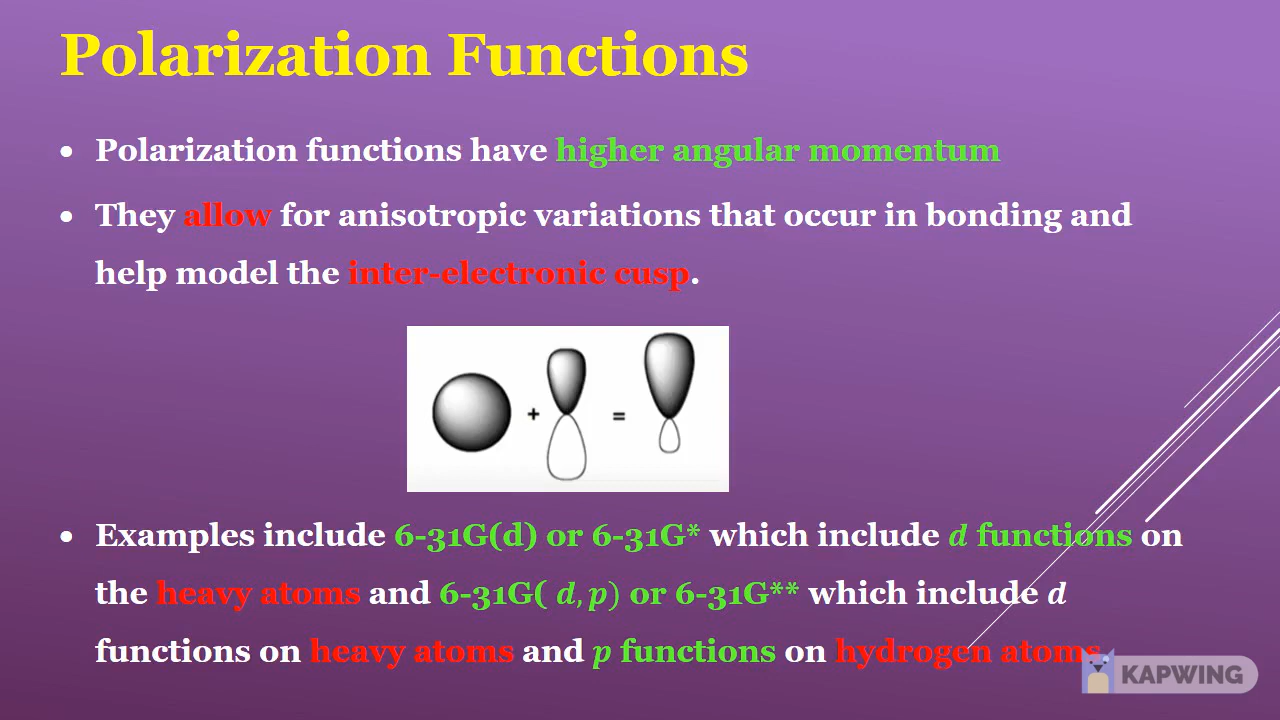 Polarization Functions
• Polarization functions have higher angular momentum
• They allow for anisotropic variations that occur in bonding and
help model the inter-electronic cusp.
+ =
• Examples include 6-31G(d) or 6-31G* which include d functions on
the heavy atoms and 6-31G( d, p) or 6-31G** which include d
functions on heavy atoms and p functions on hydrogen atoms.
KAPWING